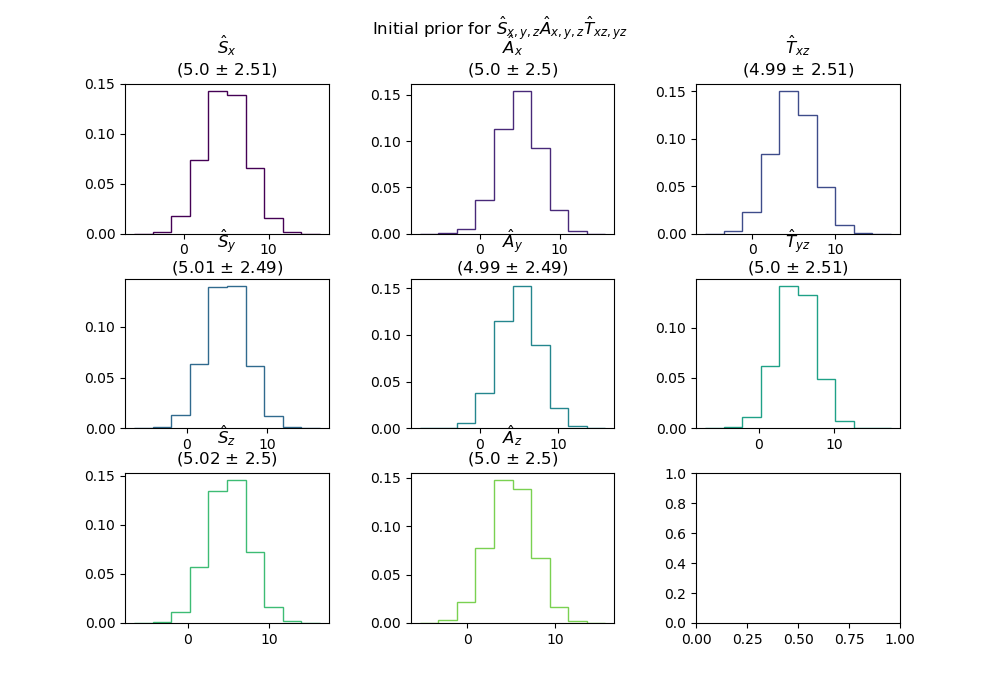 Initial prior for Ŝx,y,zÂx,y,zT̂xz,yz
Ŝx
(5.0 ± 2.51)
Âx
(5.0 ± 2.5)
T̂xz
(4.99 ± 2.51)
0.15
0.10
0.05
0.00
0 10
0.15
0.10
0.05
0.00
0 10
0.15
0.10
0.05
0.00
0 10
Ŝy
(5.01 ± 2.49)
Ây
(4.99 ± 2.49)
T̂yz
(5.0 ± 2.51)
0.10
0.05
0.00
0 10
0.15
0.10
0.05
0.00
0 10
0.10
0.05
0.00
0 10
Ŝz
(5.02 ± 2.5)
Âz
(5.0 ± 2.5)
0.15
0.10
0.05
0.00
0 10
0.15
0.10
0.05
0.00
0 10
1.0
0.8
0.6
0.4
0.2
0.0
0.00 0.25 0.50 0.75 1.00